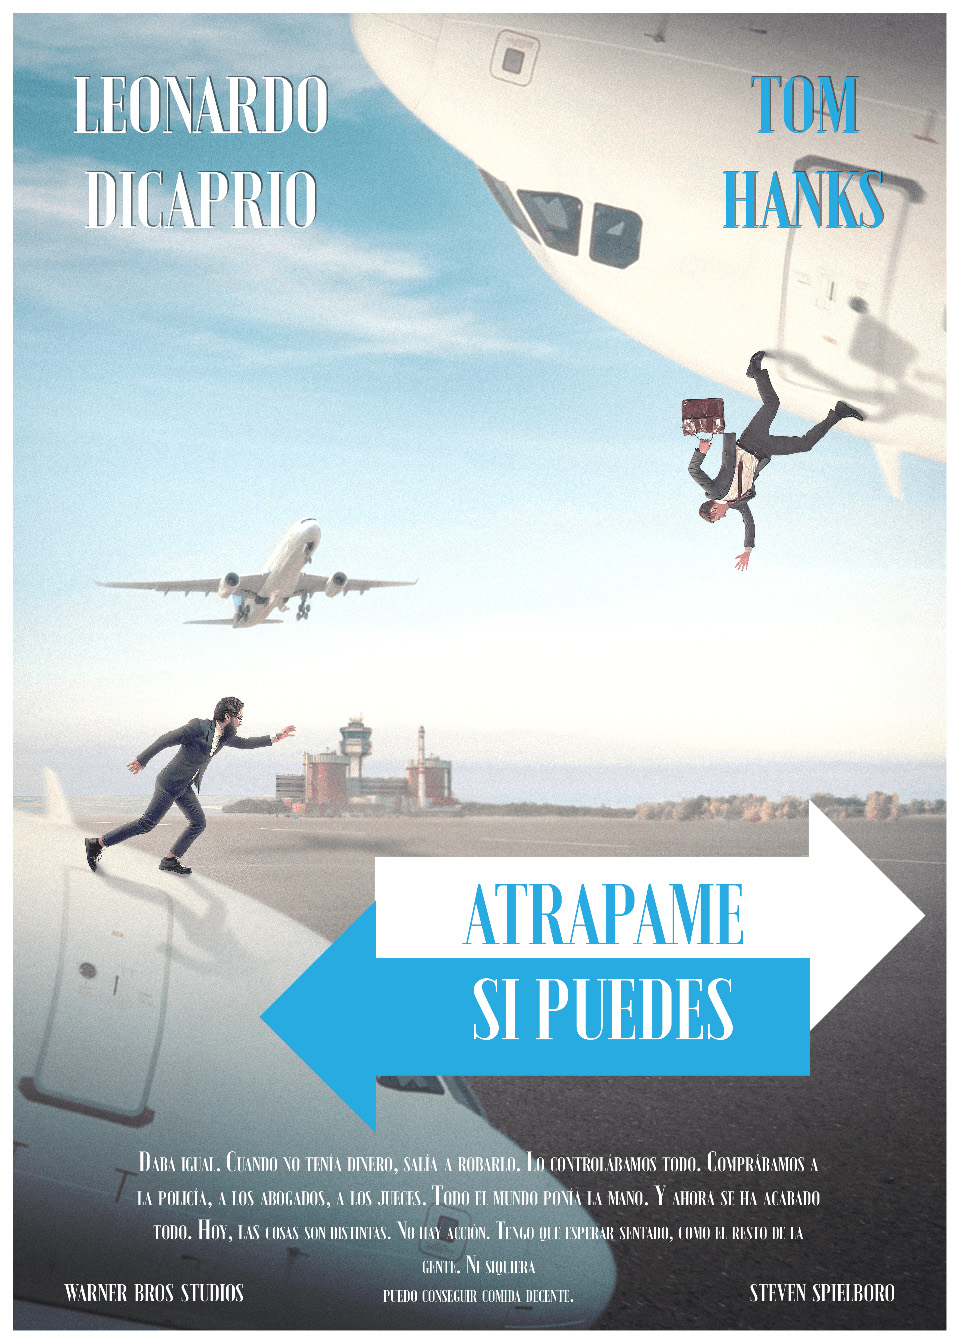 LEONARDO
DICAPRIO
TOM
HANKS
ATRAPAME
SI PUEDES
Daba igual. Cuando no tenía dinero, salía a robarlo. Lo controlábamos todo. Comprábamos a
la policía, a los abogados, a los jueces. Todo el mundo ponía la mano. Y ahora se ha acabado
todo. Hoy, las cosas son distintas. No hay acción. Tengo que esperar sentado, como el resto de la
gente. Ni siquiera
puedo conseguir comida decente.
WARNER BROS STUDIOS
STEVEN SPIELBORO